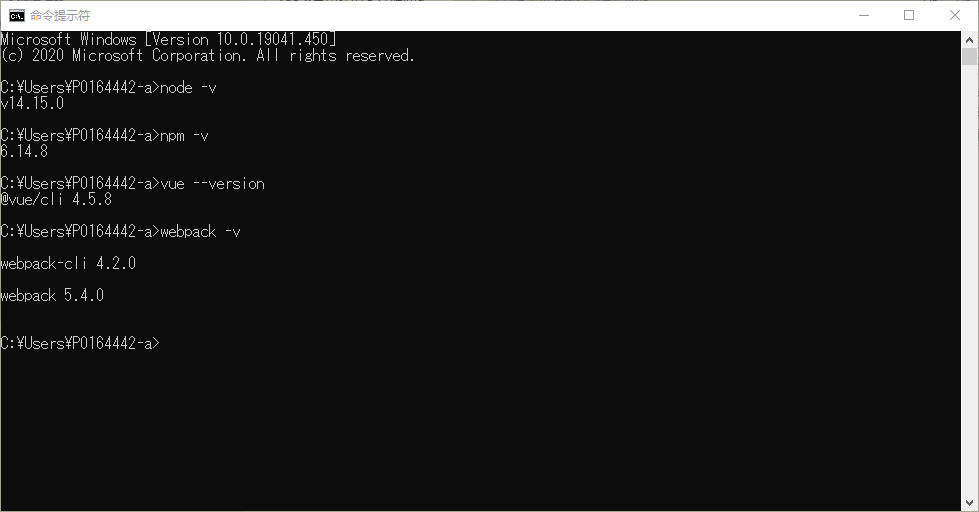 命令提示符
Microsoft Windows [Version 10.0.19041.450]
(c) 2020 Microsoft Corporation. All rights reserved.
C:¥Users¥P0164442-a>node -v
v14.15.0
C:¥Users¥P0164442-a>npm -v
6.14.8
C:¥Users¥P0164442-a>vue --version
@vue/cli 4.5.8
C:¥Users¥P0164442-a>webpack -v
webpack-cli 4.2.0
webpack 5.4.0
C:¥Users¥P0164442-a>